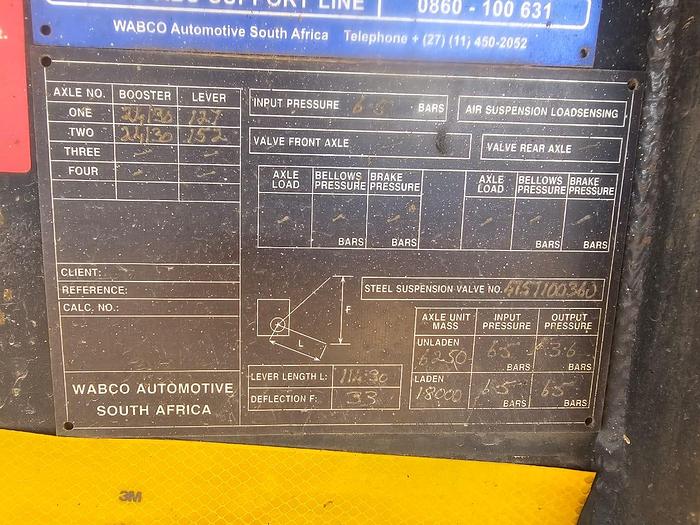 SUPPORT LINE 0860 - 100 631
WABCO Automotive South Africa Telephone + (27) (11) 450-2052
AXLE NO. BOOSTER LEVER
ONE 24/30 127
TWO 24/30 152
THREE - -
FOUR - -
CLIENT:
REFERENCE:
CALC. NO.:
WABCO AUTOMOTIVE
SOUTH AFRICA
INPUT PRESSURE 6.5 BARS
AIR SUSPENSION LOADSENSING
VALVE FRONT AXLE
VALVE REAR AXLE
AXLE LOAD BELLOWS PRESSURE BRAKE PRESSURE
BARS BARS
AXLE LOAD BELLOWS PRESSURE BRAKE PRESSURE
BARS BARS
F
L
LEVER LENGTH L:
DEFLECTION F: 33
STEEL SUSPENSION VALVE NO.
AXLE UNIT MASS INPUT PRESSURE OUTPUT PRESSURE
UNLADEN
6250 6.5 BARS 3.6 BARS
LADEN
18000 6.5 BARS 6.5 BARS
3M